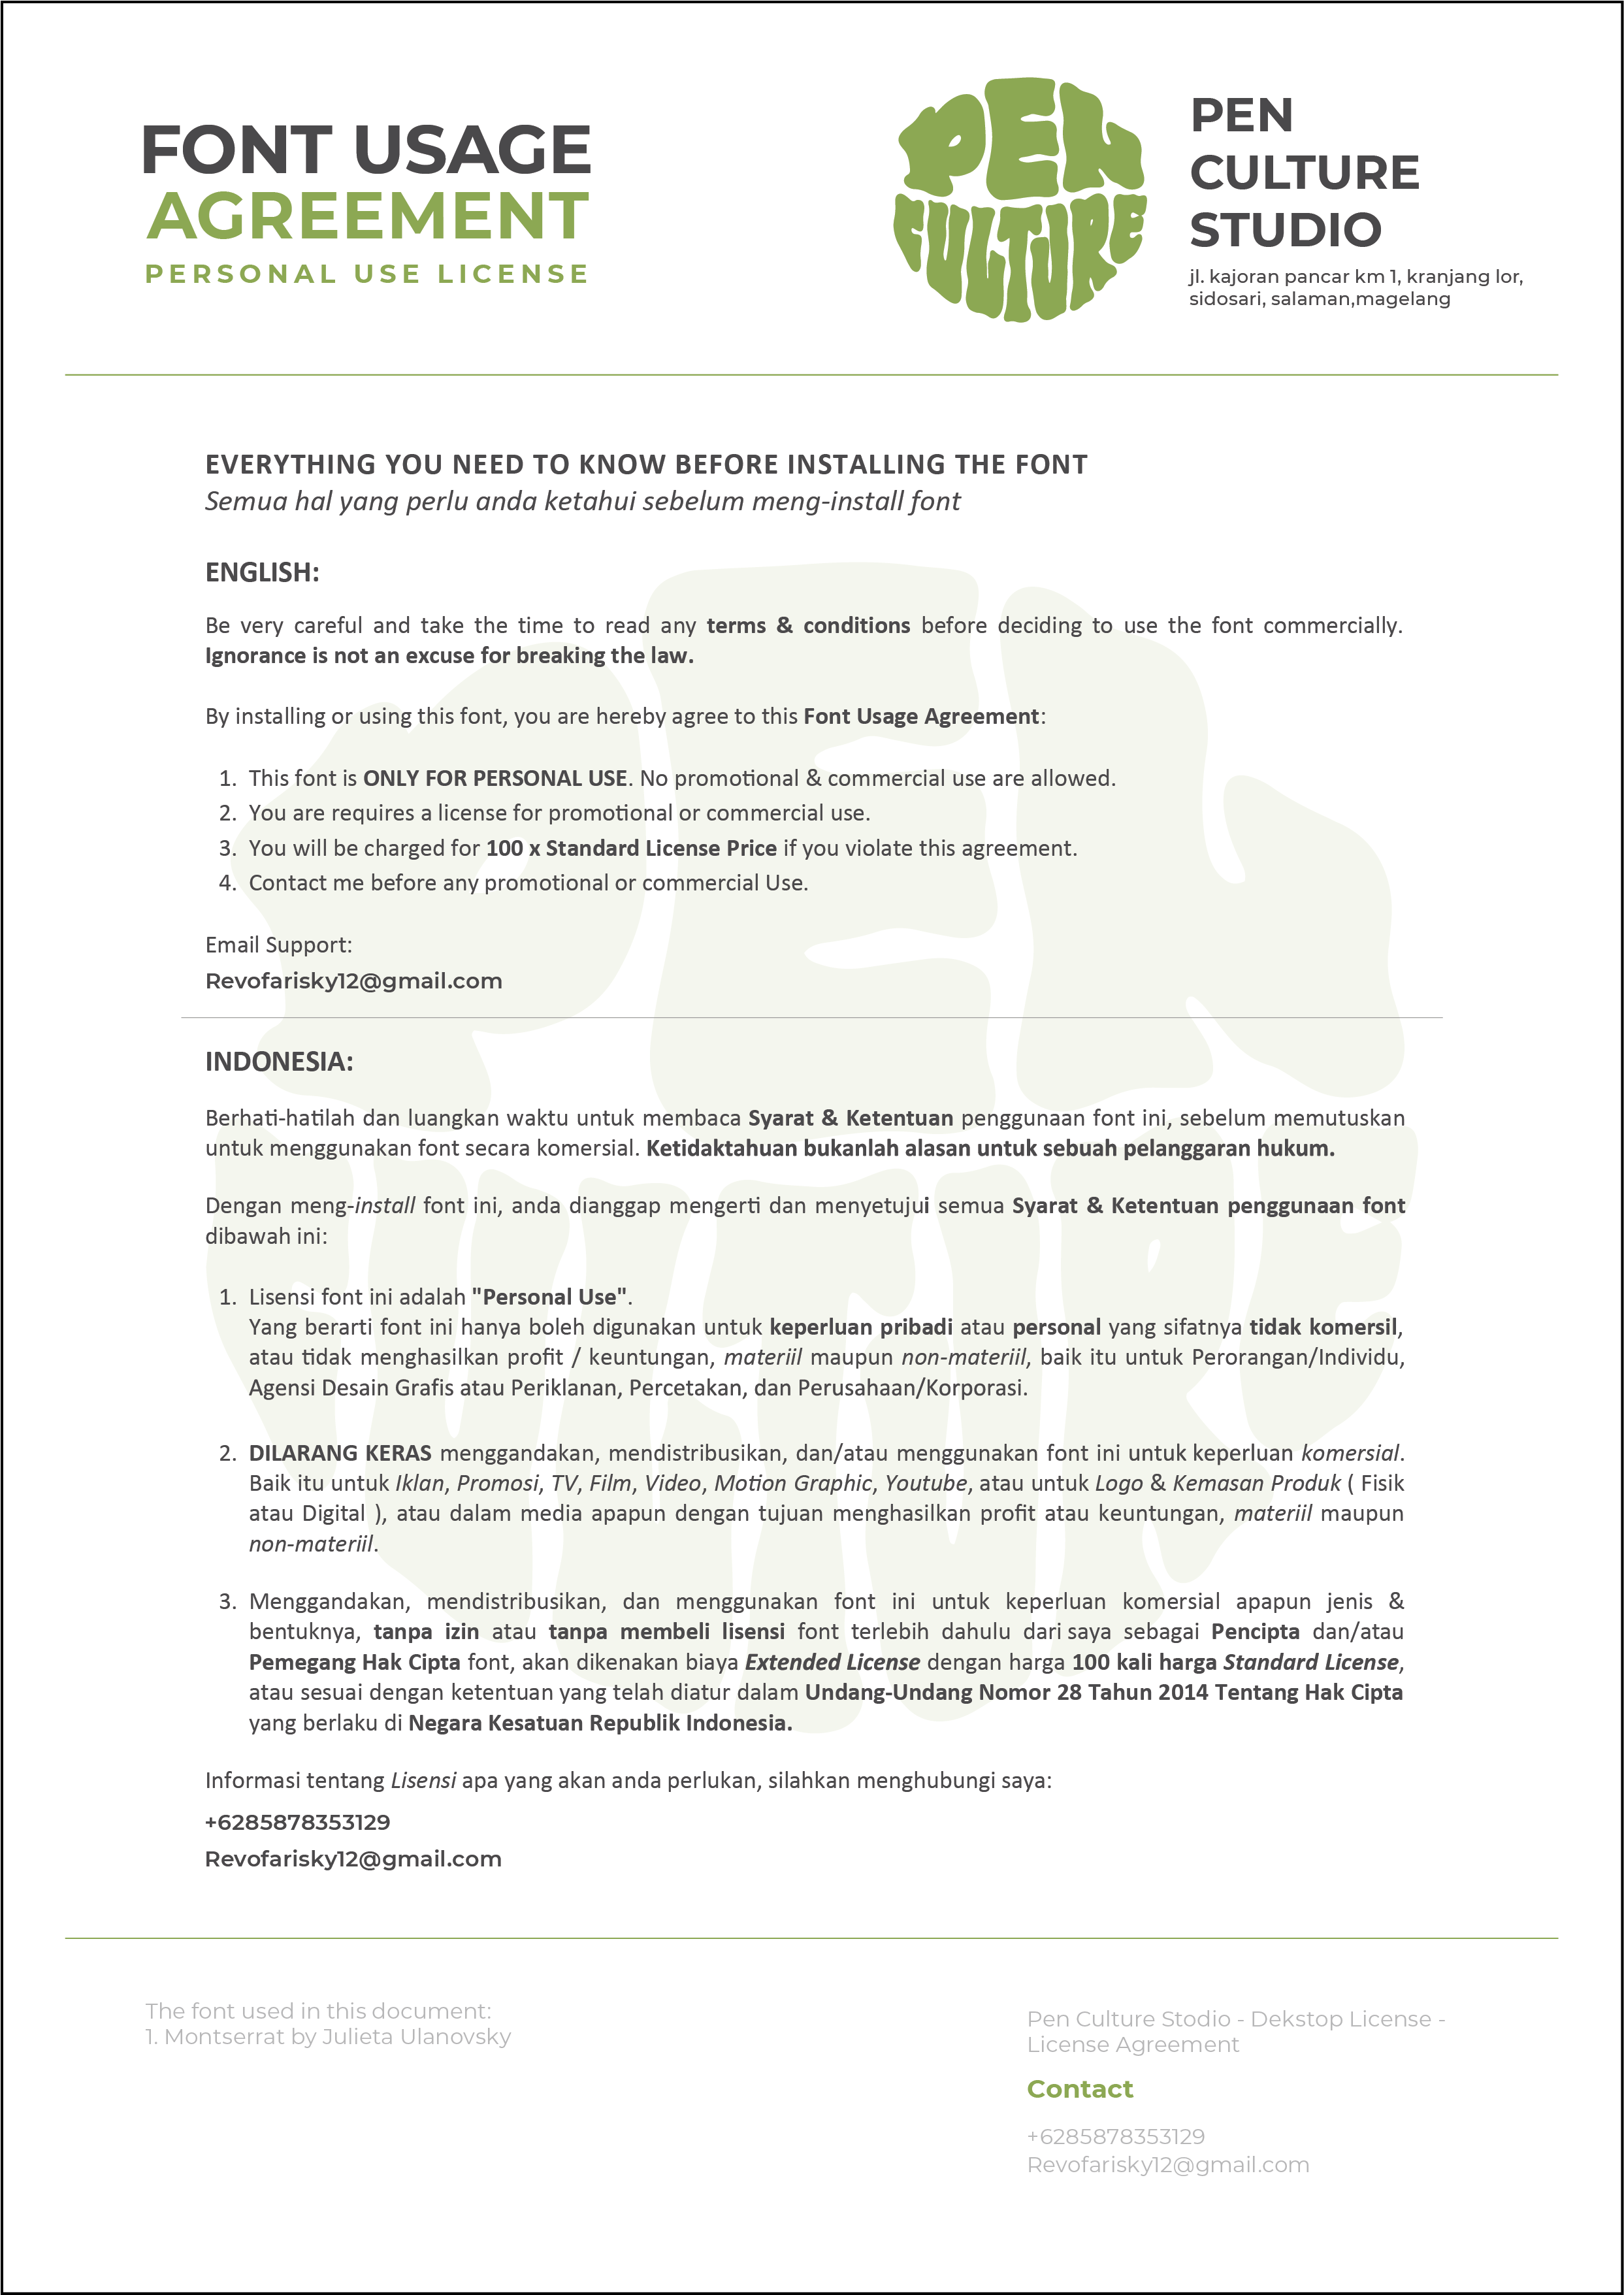 FONT USAGE
AGREEMENT
PERSONAL USE LICENSE
PEN
CULTURE
PEN
CULTURE
STUDIO
jl. kajoran pancar km 1, kranjang lor,
sidosari, salaman,magelang
EVERYTHING YOU NEED TO KNOW BEFORE INSTALLING THE FONT
Semua hal yang perlu anda ketahui sebelum meng-install font
ENGLISH:
Be very careful and take the time to read any terms & conditions before deciding to use the font commercially.
Ignorance is not an excuse for breaking the law.
By installing or using this font, you are hereby agree to this Font Usage Agreement:
1. This font is ONLY FOR PERSONAL USE. No promotional & commercial use are allowed.
2. You are requires a license for promotional or commercial use.
3. You will be charged for 100 x Standard License Price if you violate this agreement.
4. Contact me before any promotional or commercial Use.
Email Support:
Revofarisky12@gmail.com
INDONESIA:
Berhati-hatilah dan luangkan waktu untuk membaca Syarat & Ketentuan penggunaan font ini, sebelum memutuskan
untuk menggunakan font secara komersial. Ketidaktahuan bukanlah alasan untuk sebuah pelanggaran hukum.
Dengan meng-install font ini, anda dianggap mengerti dan menyetujui semua Syarat & Ketentuan penggunaan font
dibawah ini:
1. Lisensi font ini adalah "Personal Use".
Yang berarti font ini hanya boleh digunakan untuk keperluan pribadi atau personal yang sifatnya tidak komersil,
atau tidak menghasilkan profit / keuntungan, materiil maupun non-materiil, baik itu untuk Perorangan/Individu,
Agensi Desain Grafis atau Periklanan, Percetakan, dan Perusahaan/Korporasi.
2. DILARANG KERAS menggandakan, mendistribusikan, dan/atau menggunakan font ini untuk keperluan komersial.
Baik itu untuk Iklan, Promosi, TV, Film, Video, Motion Graphic, Youtube, atau untuk Logo & Kemasan Produk ( Fisik
atau Digital ), atau dalam media apapun dengan tujuan menghasilkan profit atau keuntungan, materiil maupun
non-materiil.
3. Menggandakan, mendistribusikan, dan menggunakan font ini untuk keperluan komersial apapun jenis &
bentuknya, tanpa izin atau tanpa membeli lisensi font terlebih dahulu dari saya sebagai Pencipta dan/atau
Pemegang Hak Cipta font, akan dikenakan biaya Extended License dengan harga 100 kali harga Standard License,
atau sesuai dengan ketentuan yang telah diatur dalam Undang-Undang Nomor 28 Tahun 2014 Tentang Hak Cipta
yang berlaku di Negara Kesatuan Republik Indonesia.
Informasi tentang Lisensi apa yang akan anda perlukan, silahkan menghubungi saya:
+6285878353129
Revofarisky12@gmail.com
The font used in this document:
1. Montserrat by Julieta Ulanovsky
Pen Culture Stodio - Dekstop License -
License Agreement
Contact
+6285878353129
Revofarisky12@gmail.com